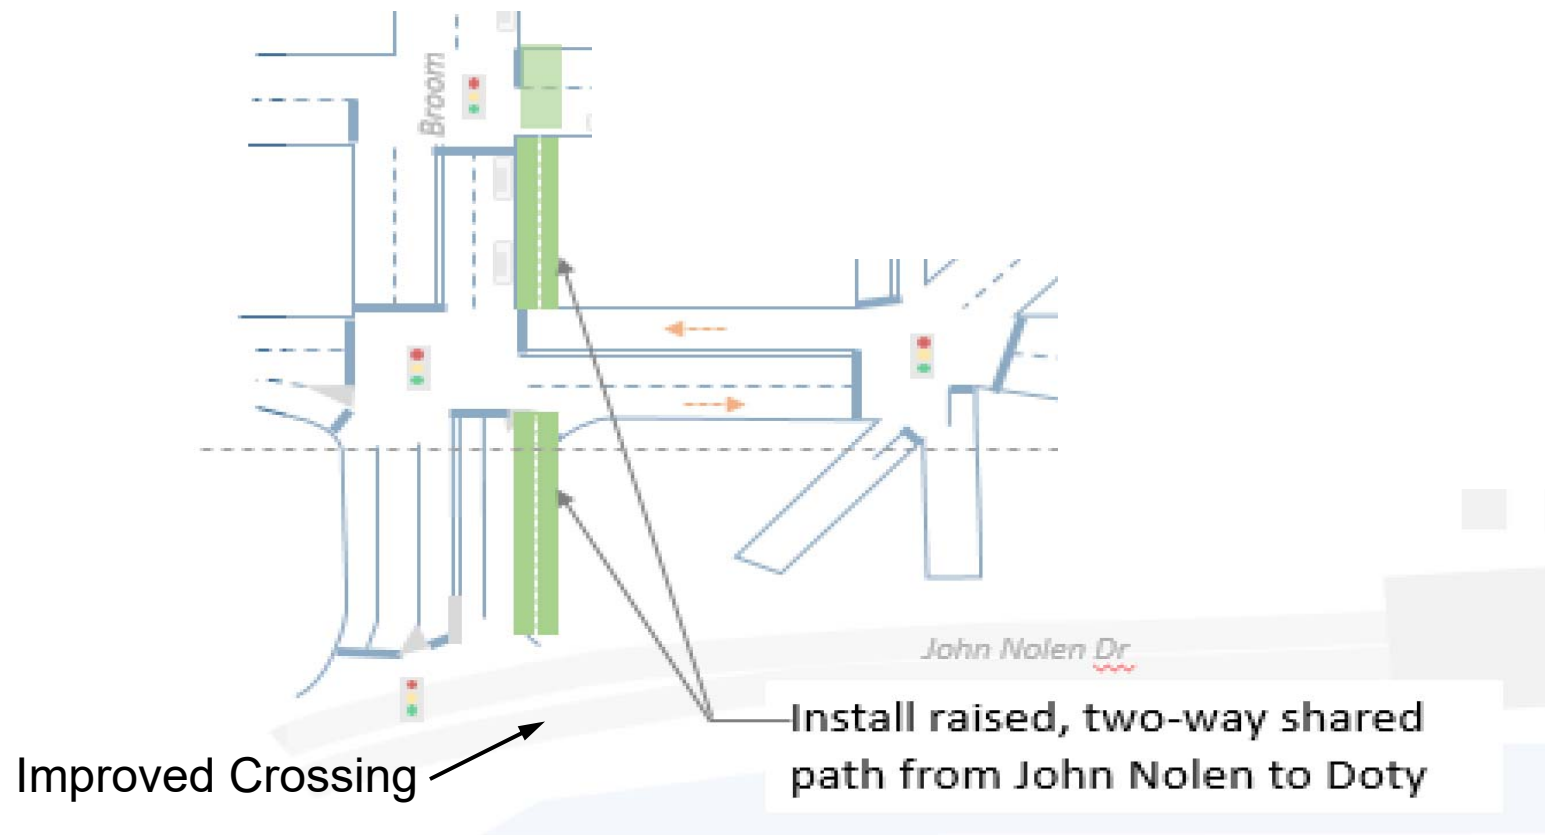 Broom
John Nolen Dr
Install raised, two-way shared
path from John Nolen to Doty
Improved Crossing